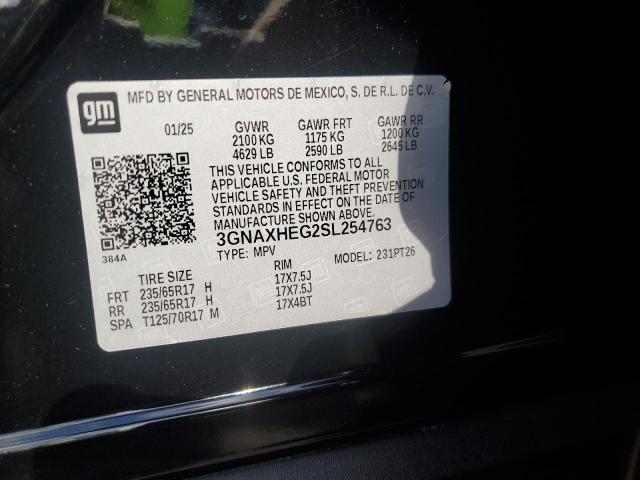 gm
MFD BY GENERAL MOTORS DE MEXICO, S. DE R.L. DE C.V.
01/25 GVWR GAWR FRT GAWR RR
2100 KG 1175 KG 1200 KG
4629 LB 2590 LB 2645 LB
THIS VEHICLE CONFORMS TO ALL
APPLICABLE U.S. FEDERAL MOTOR
VEHICLE SAFETY AND THEFT PREVENTION
STANDARDS IN EFFECT ON THE DATE OF
MANUFACTURE SHOWN ABOVE.
3GNAXHEG2SL254763
384A
TYPE: MPV MODEL: 231PT26
TIRE SIZE RIM
FRT 235/65R17 H 17X7.5J
RR 235/65R17 H 17X7.5J
SPA T125/70R17 M 17X4BT